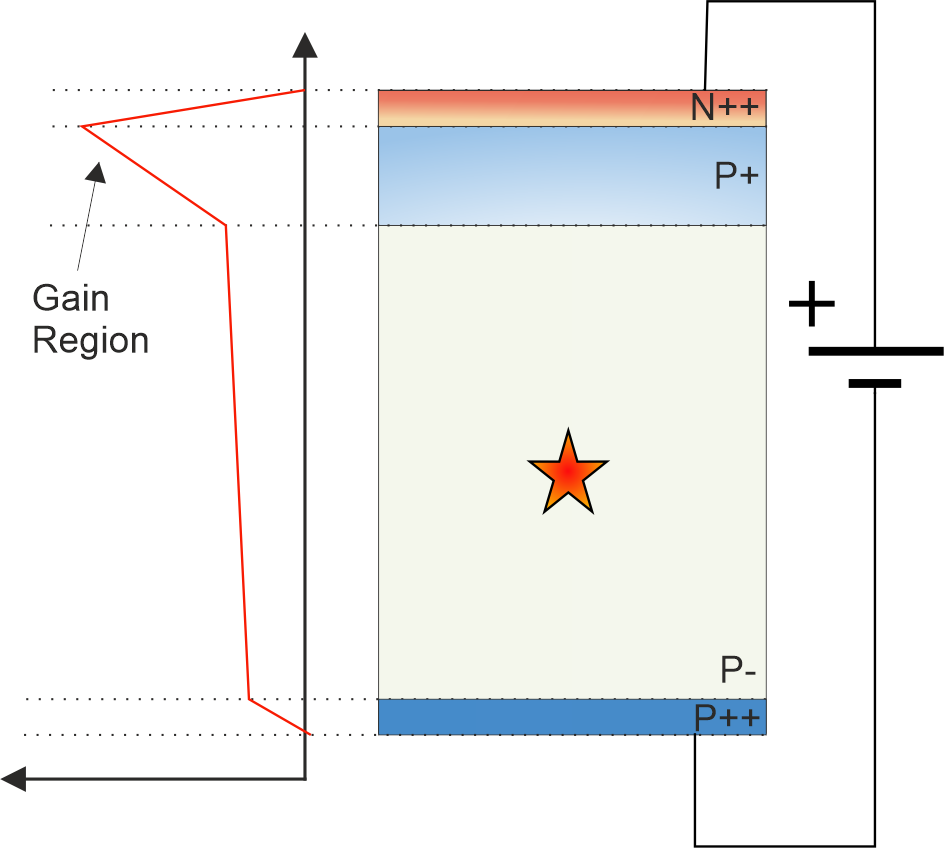 N++
P+
Gain
Region
+
P-
P++